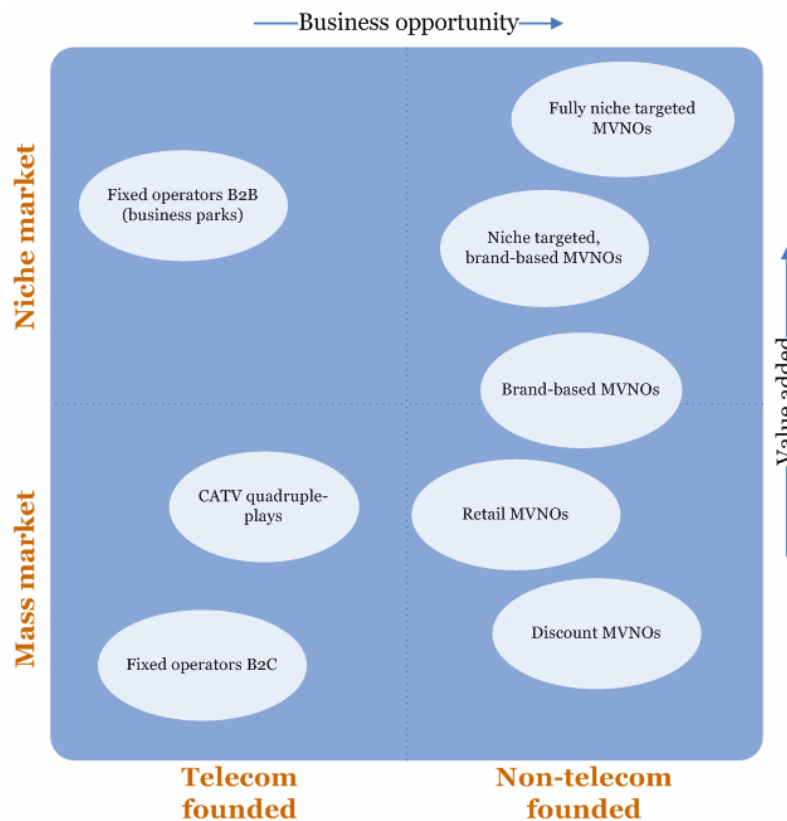 Business opportunity
Fully niche targeted
MVNOs
Niche market
Fixed operators B2B
(business parks)
Niche targeted,
brand-based MVNOs
Value added
Brand-based MVNOs
Mass market
CATV quadruple-
plays
Retail MVNOs
Discount MVNOs
Fixed operators B2C
Telecom
founded
Non-telecom
founded